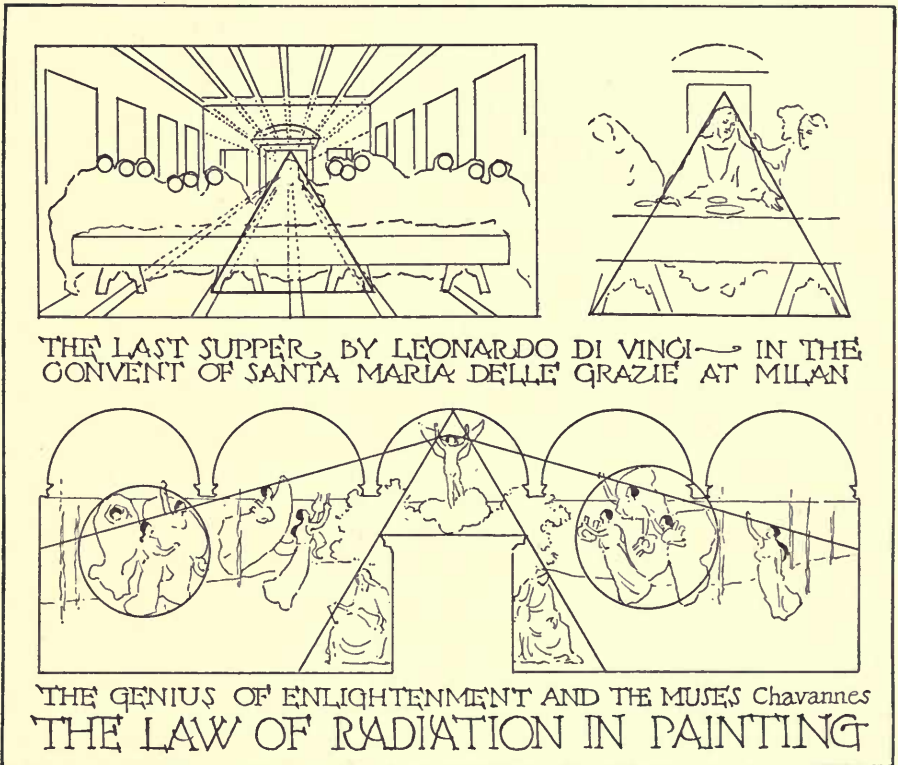 THE LAST SUPPER BY LEONARDO DI VINCI IN THE
CONVENT OF SANTA MARIA DELLE GRAZIE AT MILAN
THE GENIUS OF ENLIGHTENMENT AND THE MUSES Chavannes
THE LAW OF RADIATION IN PAINTING